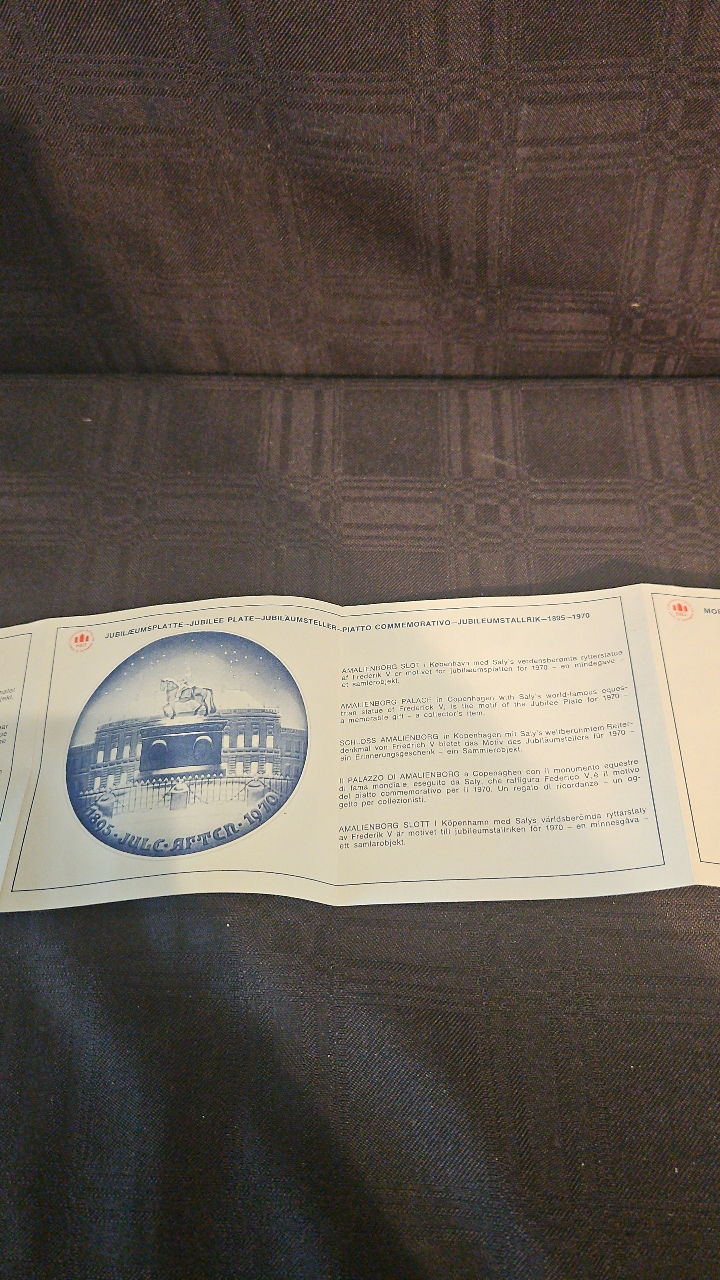 JUBILÆUMSPLATTE–JUBILEE PLATE–JUBILÄUMSTELLER–PIATTO COMMEMORATIVO–JUBILEUMSTALLRIK–1895–1970
1895 · JULE · AFTEN · 1970
AMALIENBORG SLOT i København med Saly's verdensberømte rytterstatue
af Frederik V er motivet for jubilæumsplatten for 1970 – en mindegave –
et samlerobjekt.
AMALIENBORG PALACE in Copenhagen with Saly's world-famous eques-
trian statue of Frederick V, is the motif of the Jubilee Plate for 1970 –
a memorable gift – a collector's item.
SCHLOSS AMALIENBORG in Kopenhagen mit Saly's weltberühmtem Reiter-
denkmal von Friedrich V bietet das Motiv des Jubiläumstellers für 1970 –
ein Erinnerungsgeschenk – ein Sammlerobjekt.
Il PALAZZO DI AMALIENBORG a Copenaghen con il monumento equestre
di fama mondiale, eseguito da Saly, che raffigura Federico V, è il motivo
del piatto commemorativo per il 1970. Un regalo di ricordanza – un og-
getto per collezionisti.
AMALIENBORG SLOTT i Köpenhamn med Salys världsberömda ryttarstaty
av Frederik V är motivet till jubileumstallriken för 1970 – en minnesgåva –
ett samlarobjekt.